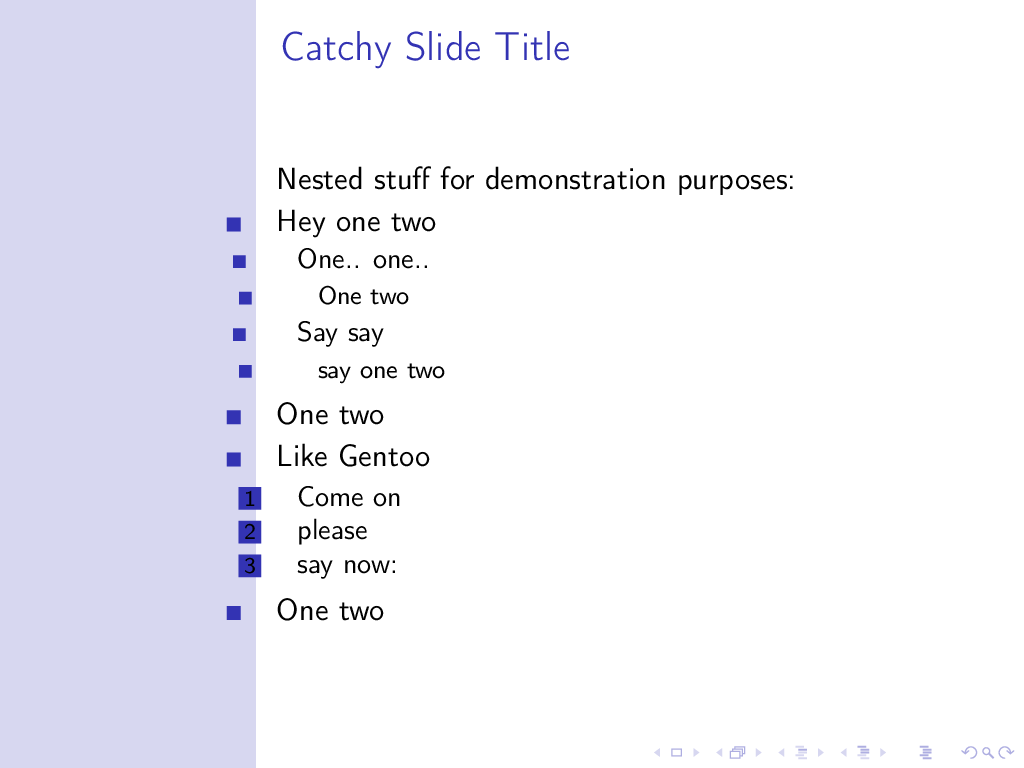 Catchy Slide Title
Nested stuff for demonstration purposes:
Hey one two
One.. one..
One two
Say say
say one two
One two
Like Gentoo
1 Come on
2 please
3 say now:
One two